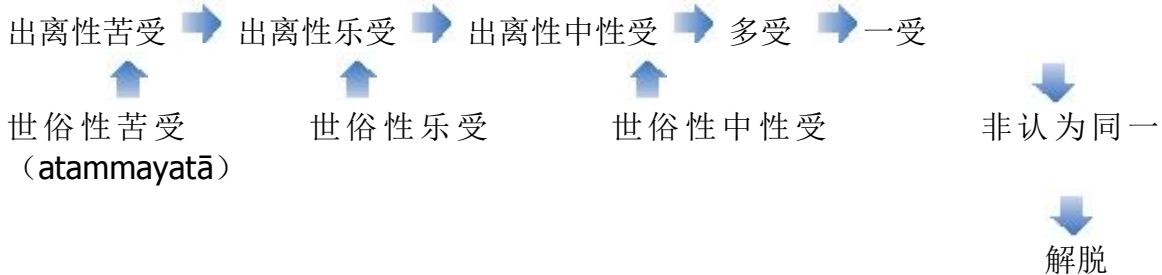 出离性苦受 出离性乐受 出离性中性受 多受 一受
世俗性苦受 世俗性乐受 世俗性中性受 非认为同一
（atammayatā）
解脱